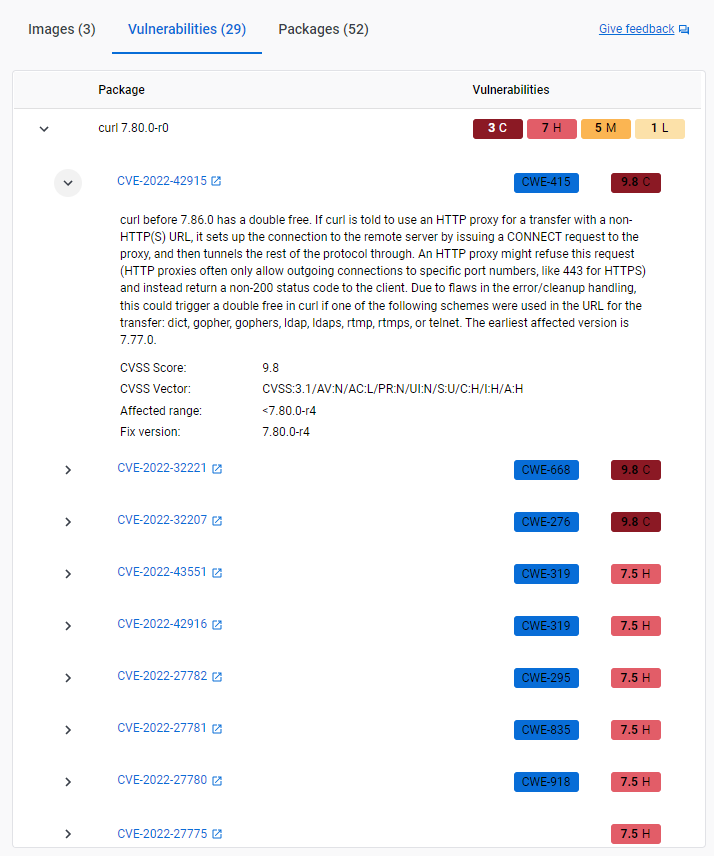 Images (3) Vulnerabilities (29) Packages (52) Give feedback
Package Vulnerabilities
curl 7.80.0-r0 3 C 7 H 5 M 1 L
CVE-2022-42915 CWE-415 9.8 C
curl before 7.86.0 has a double free. If curl is told to use an HTTP proxy for a transfer with a non-
HTTP(S) URL, it sets up the connection to the remote server by issuing a CONNECT request to the
proxy, and then tunnels the rest of the protocol through. An HTTP proxy might refuse this request
(HTTP proxies often only allow outgoing connections to specific port numbers, like 443 for HTTPS)
and instead return a non-200 status code to the client. Due to flaws in the error/cleanup handling,
this could trigger a double free in curl if one of the following schemes were used in the URL for the
transfer: dict, gopher, gophers, ldap, ldaps, rtmp, rtmps, or telnet. The earliest affected version is
7.77.0.
CVSS Score: 9.8
CVSS Vector: CVSS:3.1/AV:N/AC:L/PR:N/UI:N/S:U/C:H/I:H/A:H
Affected range: <7.80.0-r4
Fix version: 7.80.0-r4
CVE-2022-32221 CWE-668 9.8 C
CVE-2022-32207 CWE-276 9.8 C
CVE-2022-43551 CWE-319 7.5 H
CVE-2022-42916 CWE-319 7.5 H
CVE-2022-27782 CWE-295 7.5 H
CVE-2022-27781 CWE-835 7.5 H
CVE-2022-27780 CWE-918 7.5 H
CVE-2022-27775 7.5 H